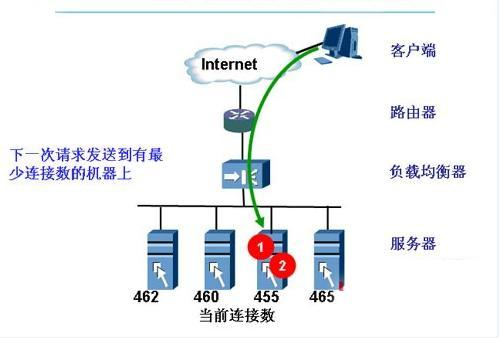 客户端
Internet
路由器
下一次请求发送到有最
少连接数的机器上
负载均衡器
服务器
1
2
462 460 455 465
当前连接数